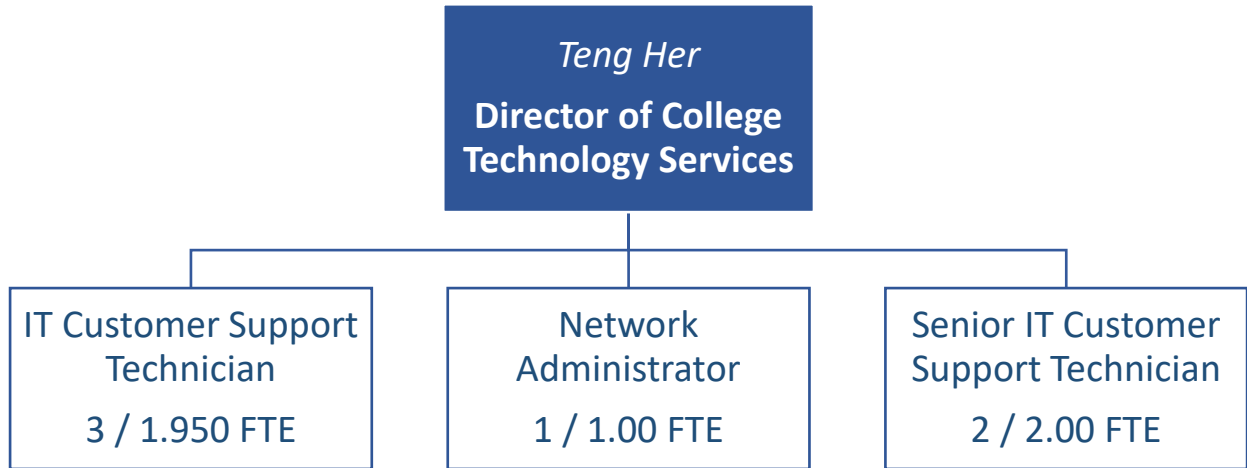 Teng Her
Director of College
Technology Services
IT Customer Support
Technician
3 / 1.950 FTE
Network
Administrator
1 / 1.00 FTE
Senior IT Customer
Support Technician
2 / 2.00 FTE